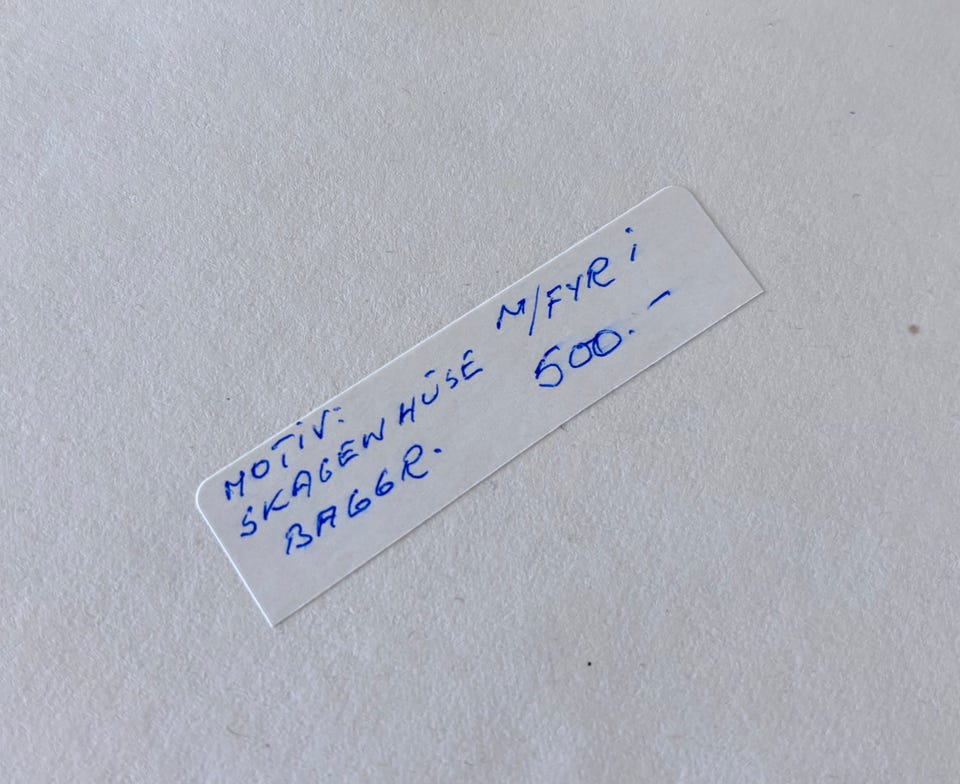 MOTIV:
SKAGENHUSE M/FYR i
BAGGR. 500.-